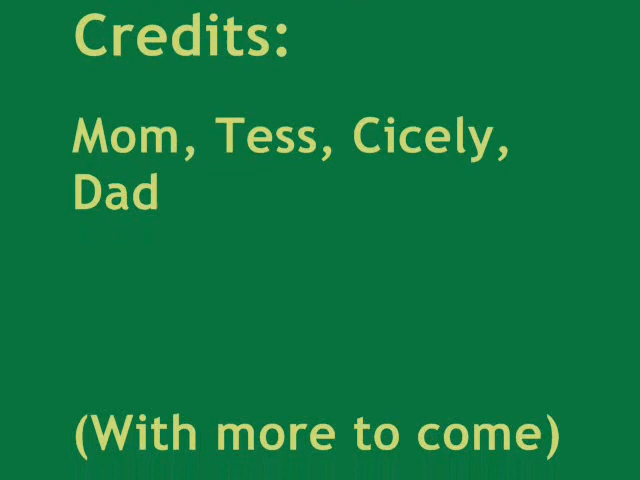 Credits:
Mom, Tess, Cicely,
Dad
(With more to come)